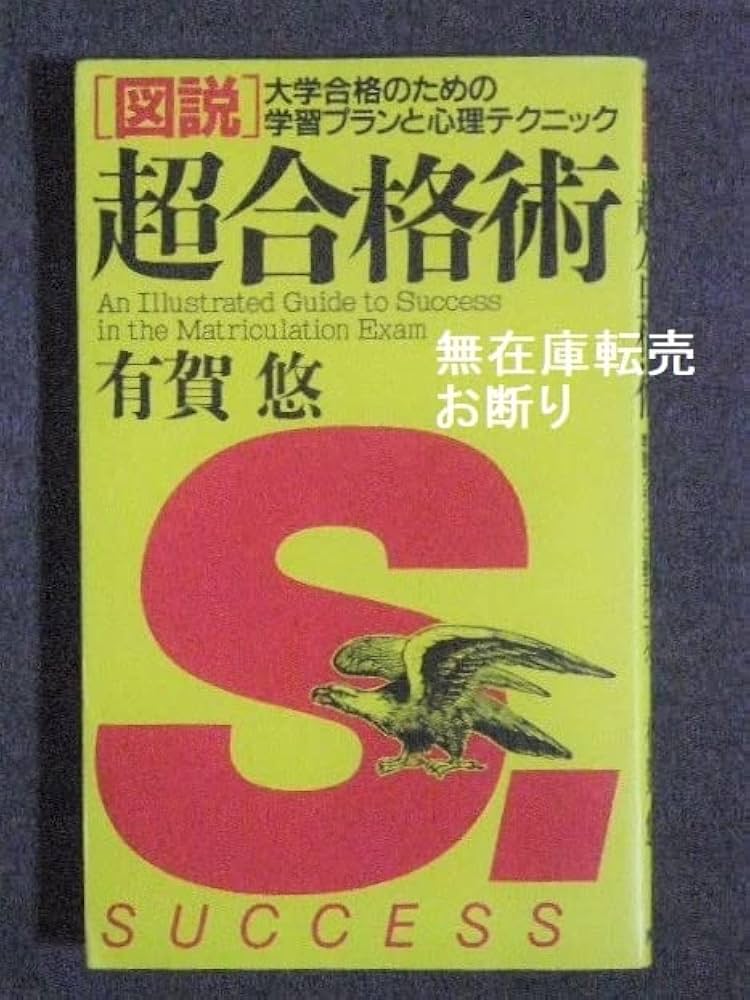 [図説]
大学合格のための
学習プランと心理テクニック
超合格術
An Illustrated Guide to Success
in the Matriculation Exam
有賀 悠
無在庫転売
お断り
S.
SUCCESS